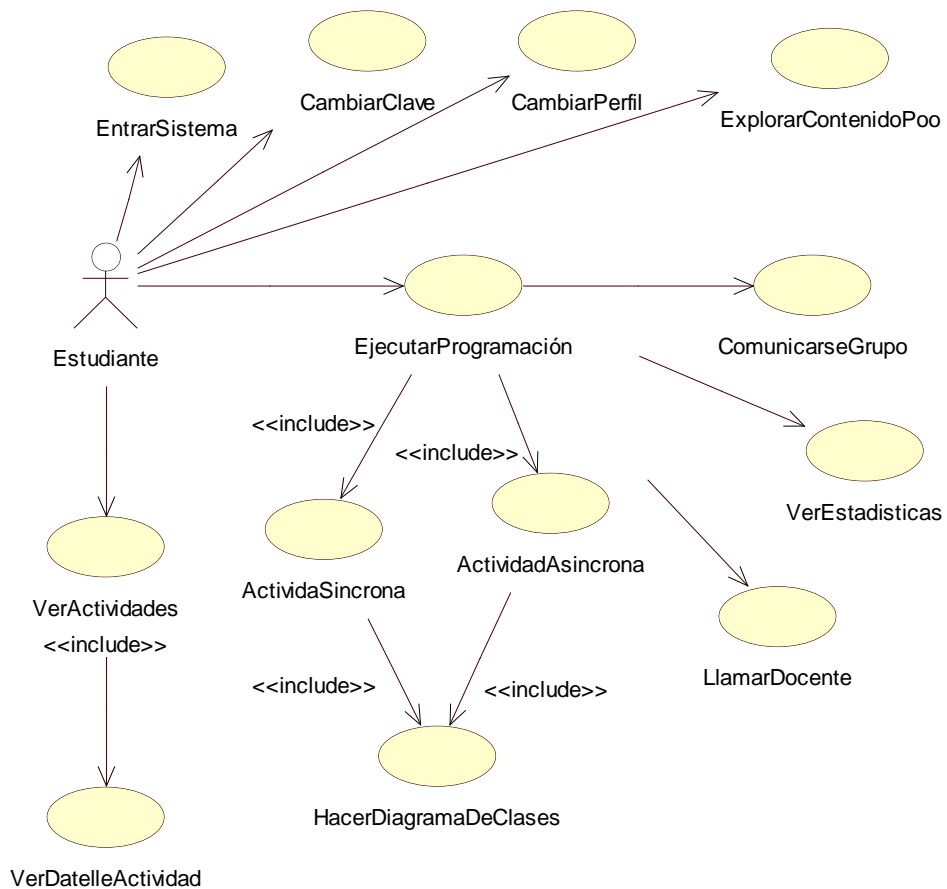 EntrarSistema
CambiarClave
CambiarPerfil
ExplorarContenidoPoo
Estudiante
EjecutarProgramación
ComunicarseGrupo
<<include>>
<<include>>
VerEstadisticas
ActividaSincrona
ActividadAsincrona
VerActividades
<<include>>
LlamarDocente
<<include>>
<<include>>
HacerDiagramaDeClases
VerDatelleActividad